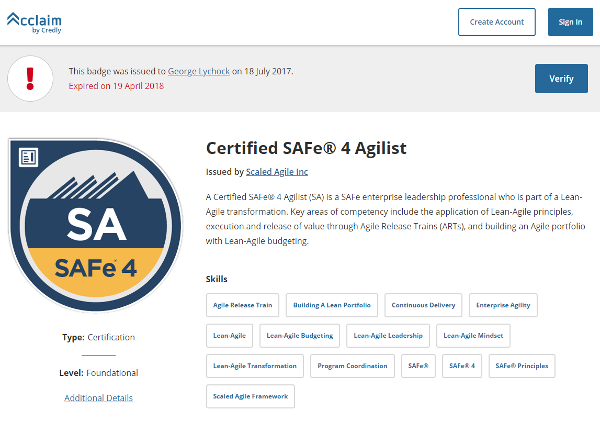 Acclaim
by Credly
Create Account
Sign In
This badge was issued to George Lychock on 18 July 2017.
Expired on 19 April 2018
Verify
SA
SAFe® 4
Type: Certification
Level: Foundational
Additional Details
Certified SAFe® 4 Agilist
Issued by Scaled Agile Inc
A Certified SAFe® 4 Agilist (SA) is a SAFe enterprise leadership professional who is part of a Lean-
Agile transformation. Key areas of competency include the application of Lean-Agile principles,
execution and release of value through Agile Release Trains (ARTs), and building an Agile portfolio
with Lean-Agile budgeting.
Skills
Agile Release Train
Building A Lean Portfolio
Continuous Delivery
Enterprise Agility
Lean-Agile
Lean-Agile Budgeting
Lean-Agile Leadership
Lean-Agile Mindset
Lean-Agile Transformation
Program Coordination
SAFe®
SAFe® 4
SAFe® Principles
Scaled Agile Framework